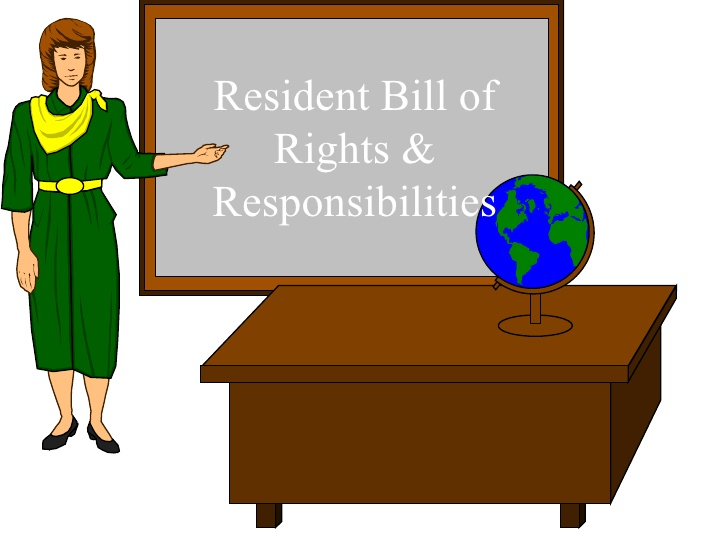 Resident Bill of
Rights &
Responsibilities